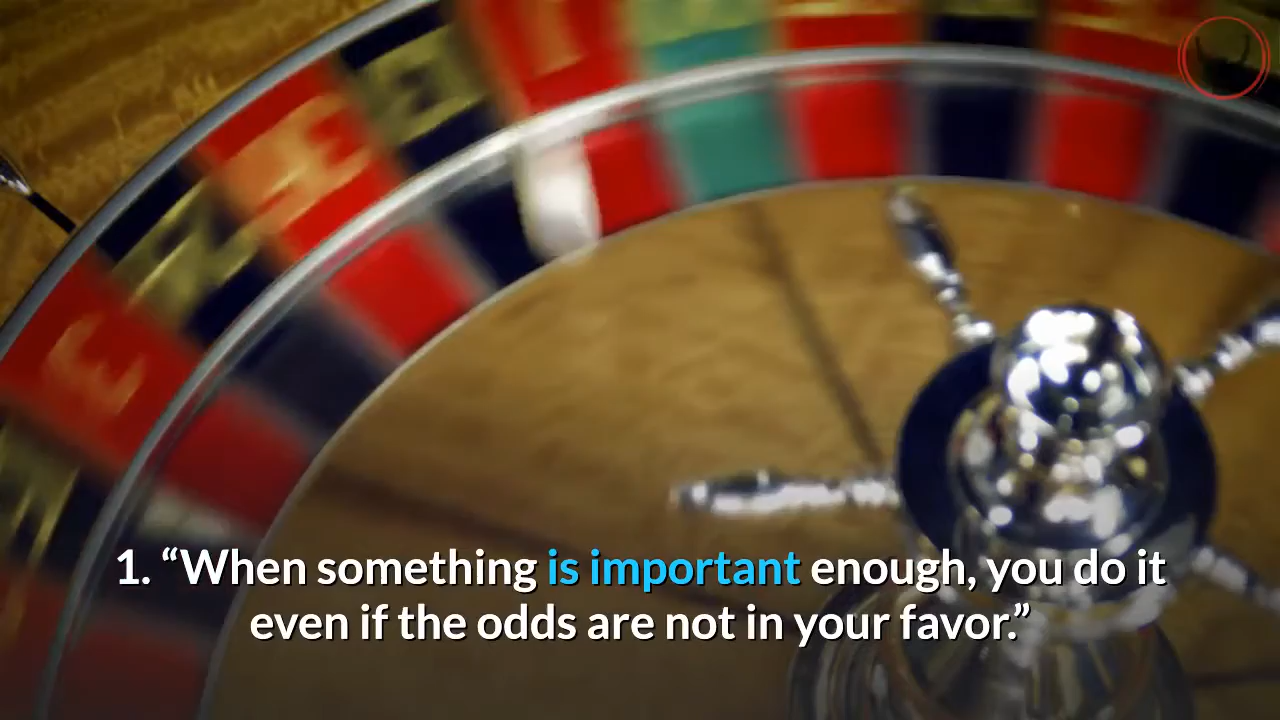 1. “When something is important enough, you do it
even if the odds are not in your favor.”